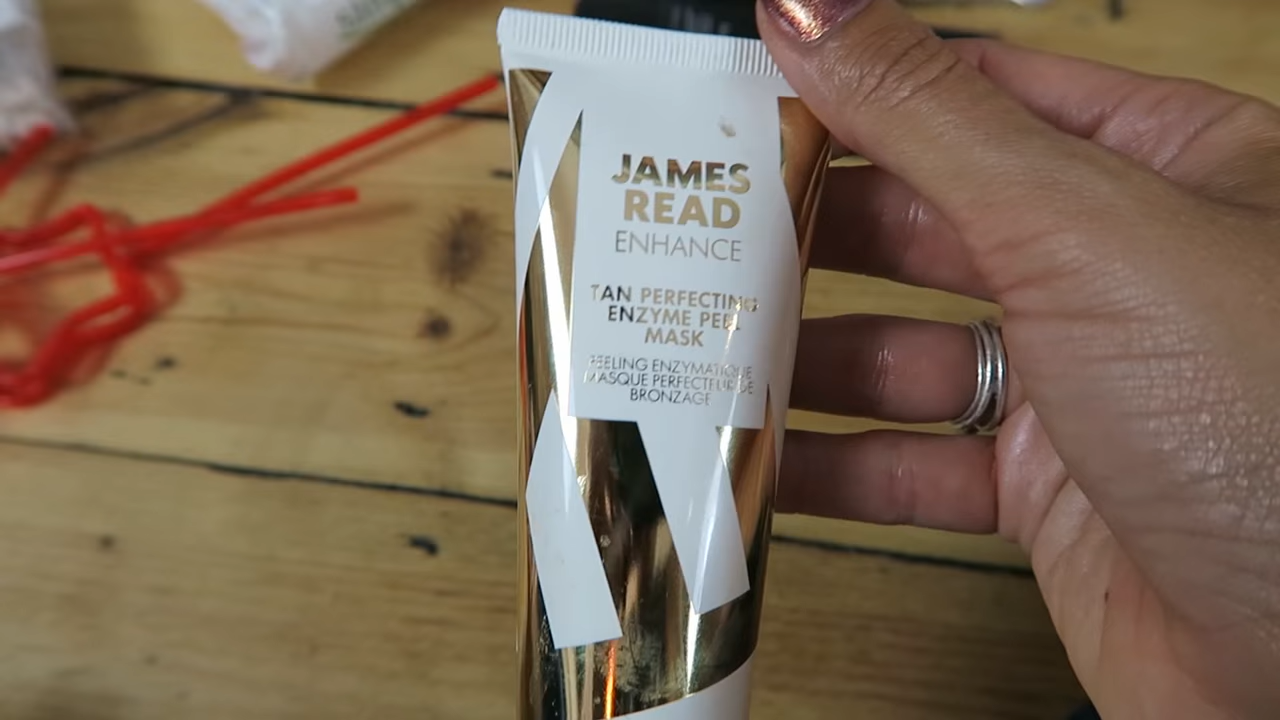 JAMES
READ
ENHANCE
TAN PERFECTING
ENZYME PEEL
MASK
PEELING ENZYMATIQUE
MASQUE PERFECTEUR DE
BRONZAGE